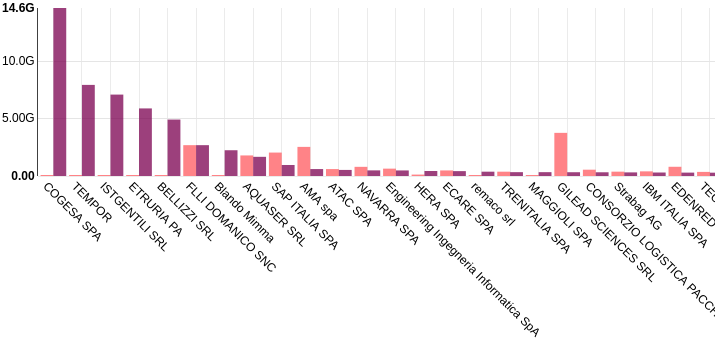 14.6G
10.0G
5.00G
0.00
COGESA SPA
TEMPOR
ISTGENTILI SRL
ETRURIA PA
BELLIZZI SRL
FLLI DOMANICO SNC
Biando Mimma
AQUASER SRL
SAP ITALIA SPA
AMA spa
ATAC SPA
NAVARRA SPA
Engineering Ingegneria Informatica SpA
HERA SPA
ECARE SPA
remaco srl
TRENITALIA SPA
MAGGIOLI SPA
GILEAD SCIENCES SRL
CONSORZIO LOGISTICA PACCH
Strabag AG
IBM ITALIA SPA
EDENRED
TEC